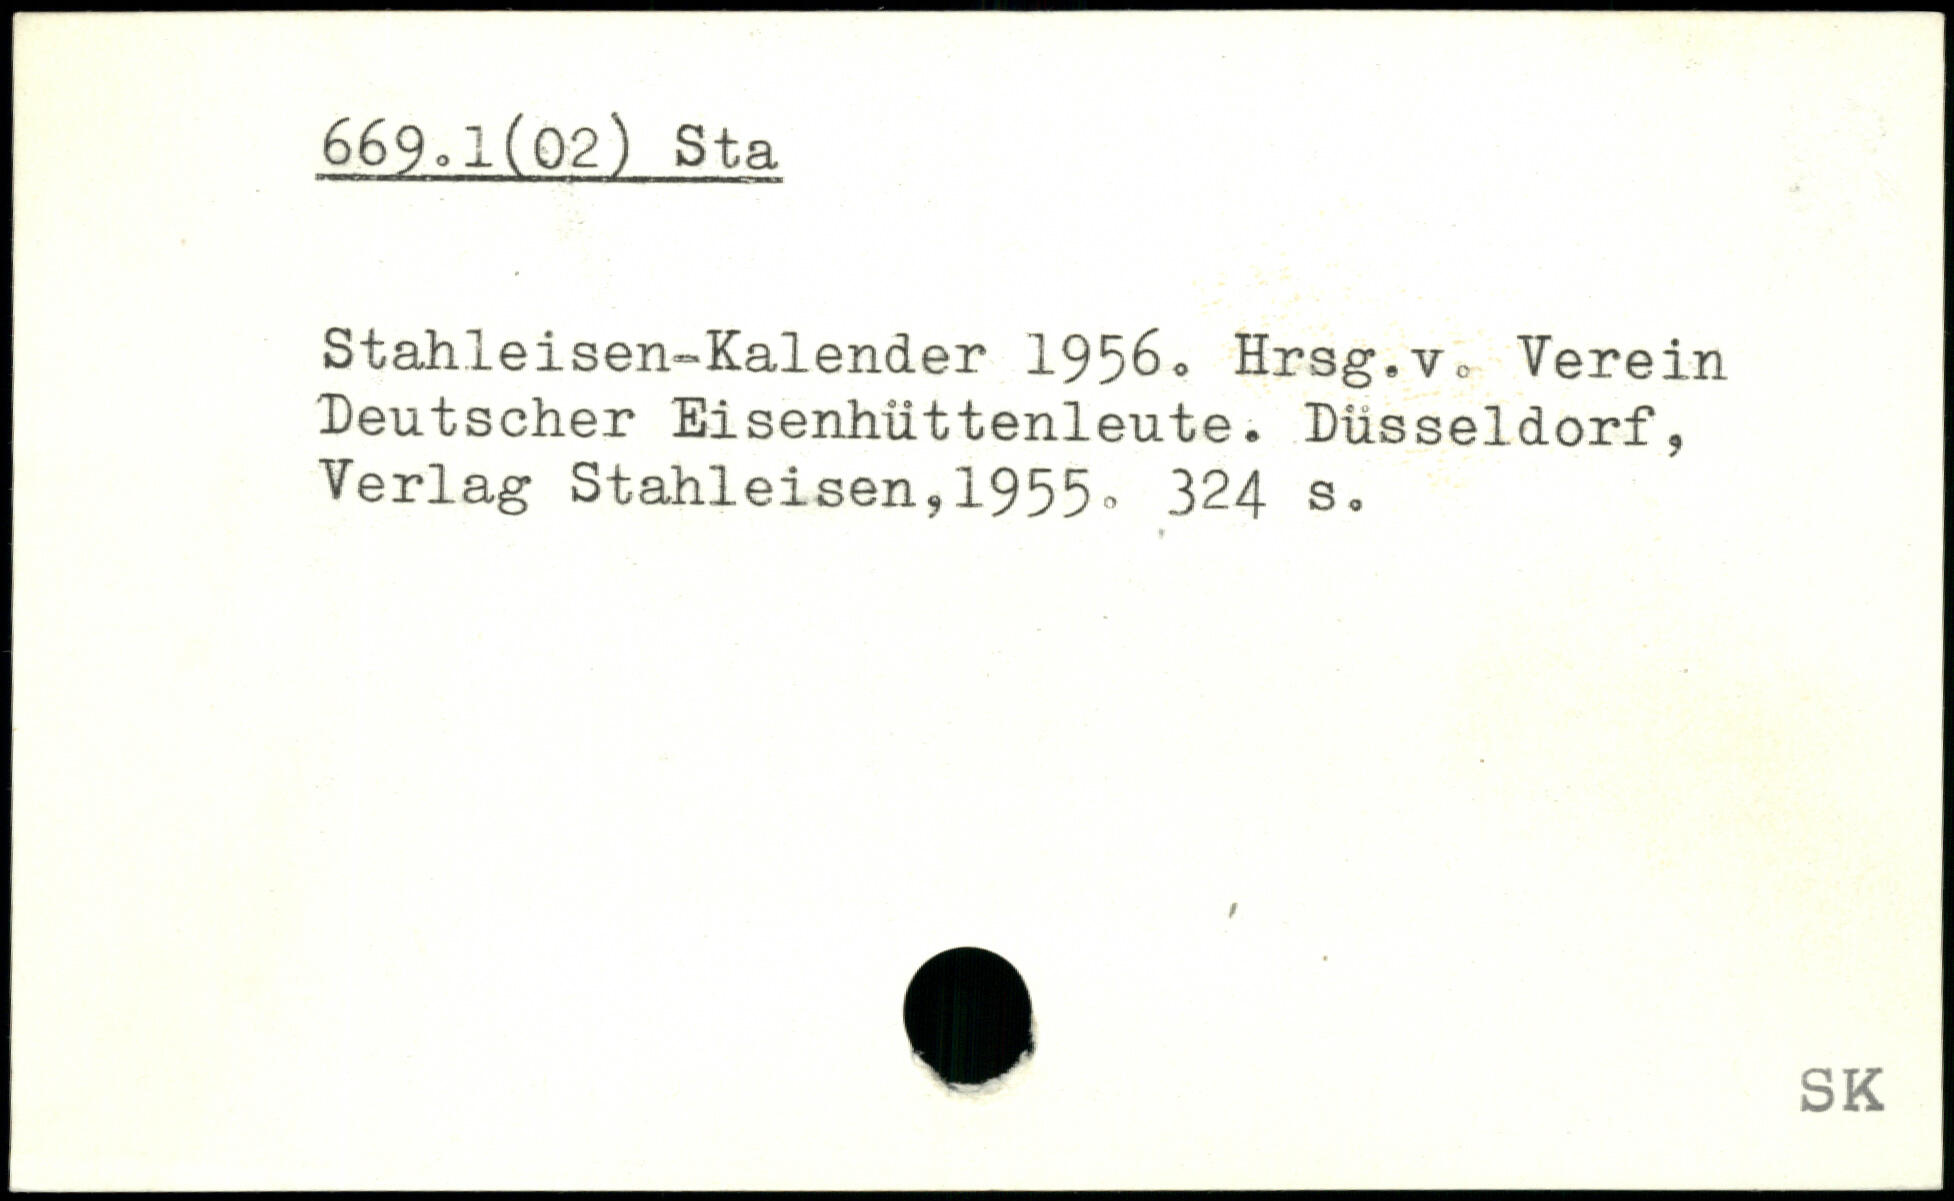 669.1(02) Sta
Stahleisen-Kalender 1956. Hrsg.v. Verein
Deutscher Eisenhüttenleute. Düsseldorf,
Verlag Stahleisen,1955. 324 s.
SK